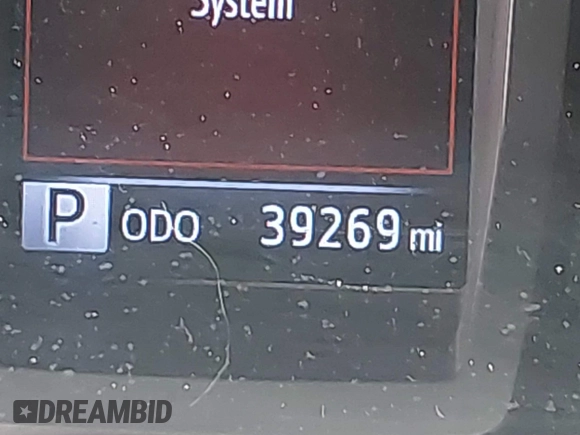 System
P ODO 39269 mi
DREAMBID